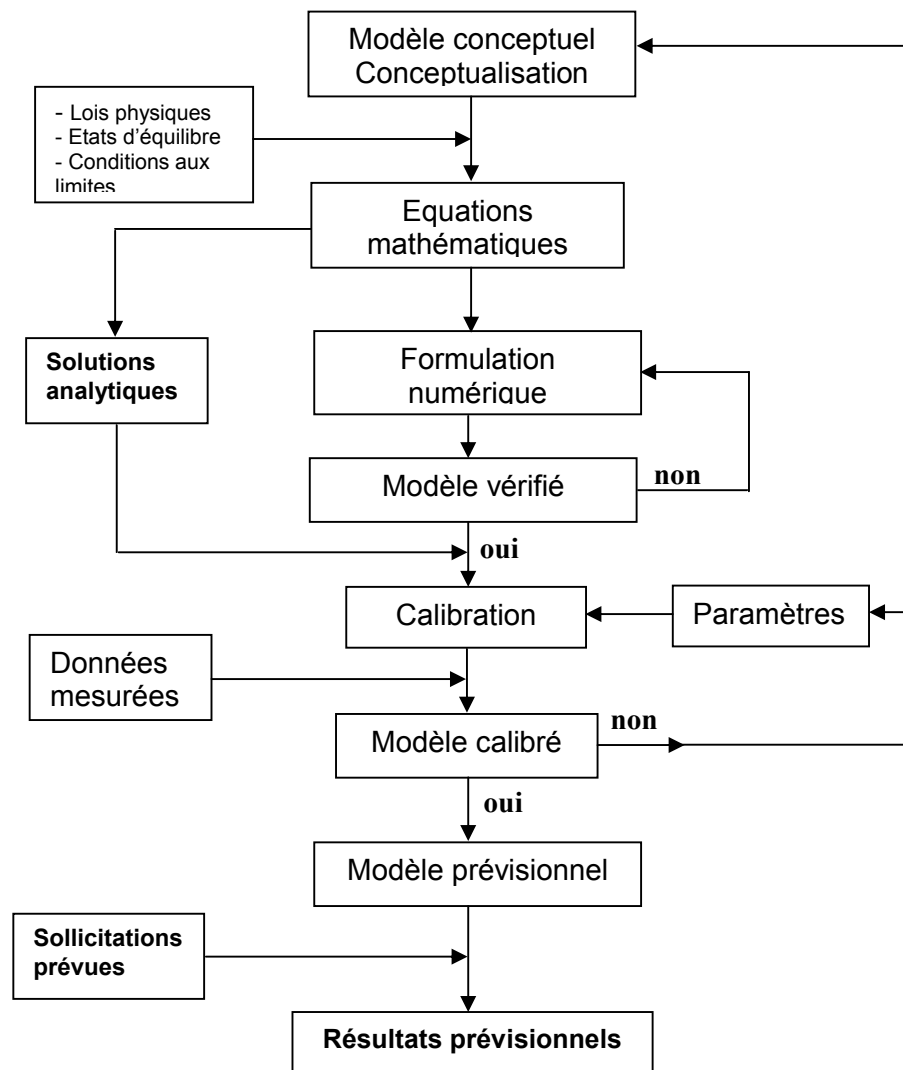 Modèle conceptuel
Conceptualisation
- Lois physiques
- Etats d'équilibre
- Conditions aux
limites
Equations
mathématiques
Solutions
analytiques
Formulation
numérique
Modèle vérifié
non
oui
Calibration
Paramètres
Données
mesurées
Modèle calibré
non
oui
Modèle prévisionnel
Sollicitations
prévues
Résultats prévisionnels